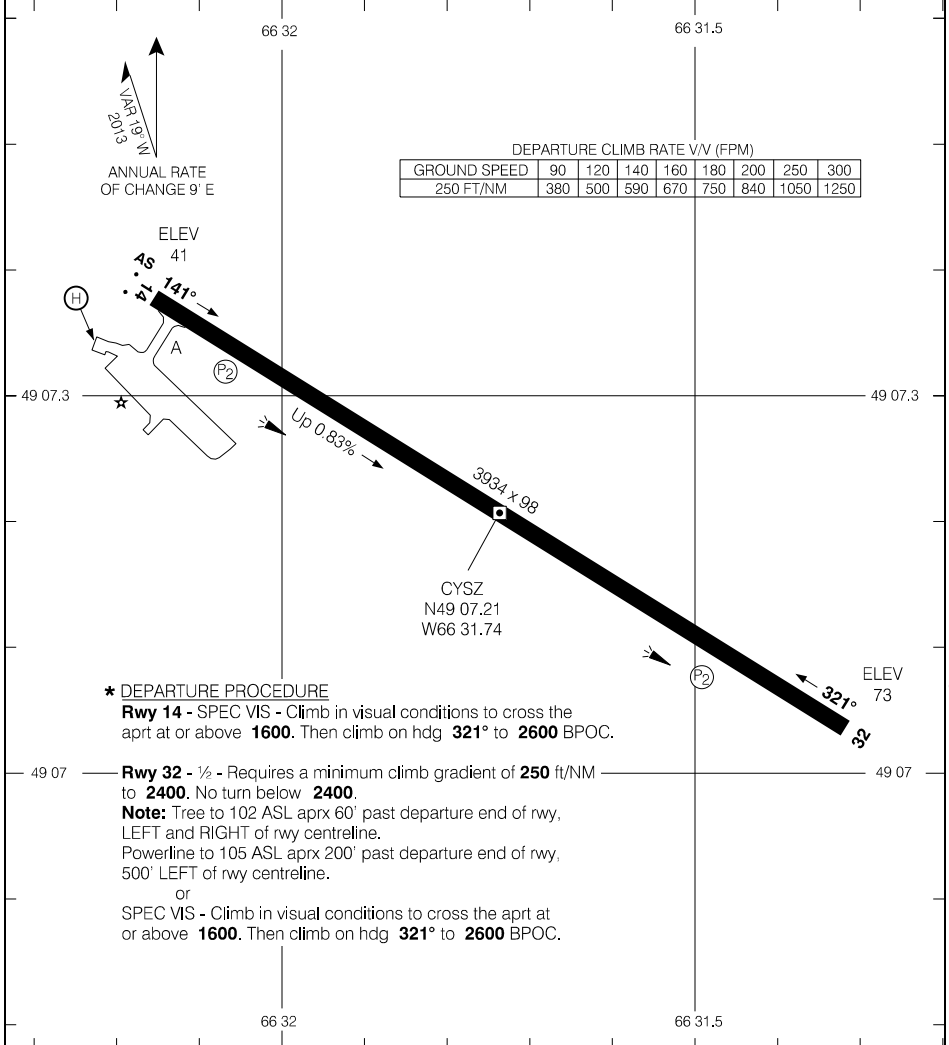 66 32
66 31.5
VAR 19° W
2013
ANNUAL RATE
OF CHANGE 9' E
DEPARTURE CLIMB RATE V/V (FPM)
GROUND SPEED 90 120 140 160 180 200 250 300
250 FT/NM 380 500 590 670 750 840 1050 1250
ELEV
41
AS
14
141°
H
A
P2
49 07.3
49 07.3
Up 0.83%
3934 x 98
CYSZ
N49 07.21
W66 31.74
P2
321°
ELEV
73
32
* DEPARTURE PROCEDURE
Rwy 14 - SPEC VIS - Climb in visual conditions to cross the
aprt at or above 1600. Then climb on hdg 321° to 2600 BPOC.
49 07
49 07
Rwy 32 - ½ - Requires a minimum climb gradient of 250 ft/NM
to 2400. No turn below 2400.
Note: Tree to 102 ASL aprx 60' past departure end of rwy,
LEFT and RIGHT of rwy centreline.
Powerline to 105 ASL aprx 200' past departure end of rwy,
500' LEFT of rwy centreline.
or
SPEC VIS - Climb in visual conditions to cross the aprt at
or above 1600. Then climb on hdg 321° to 2600 BPOC.
66 32
66 31.5